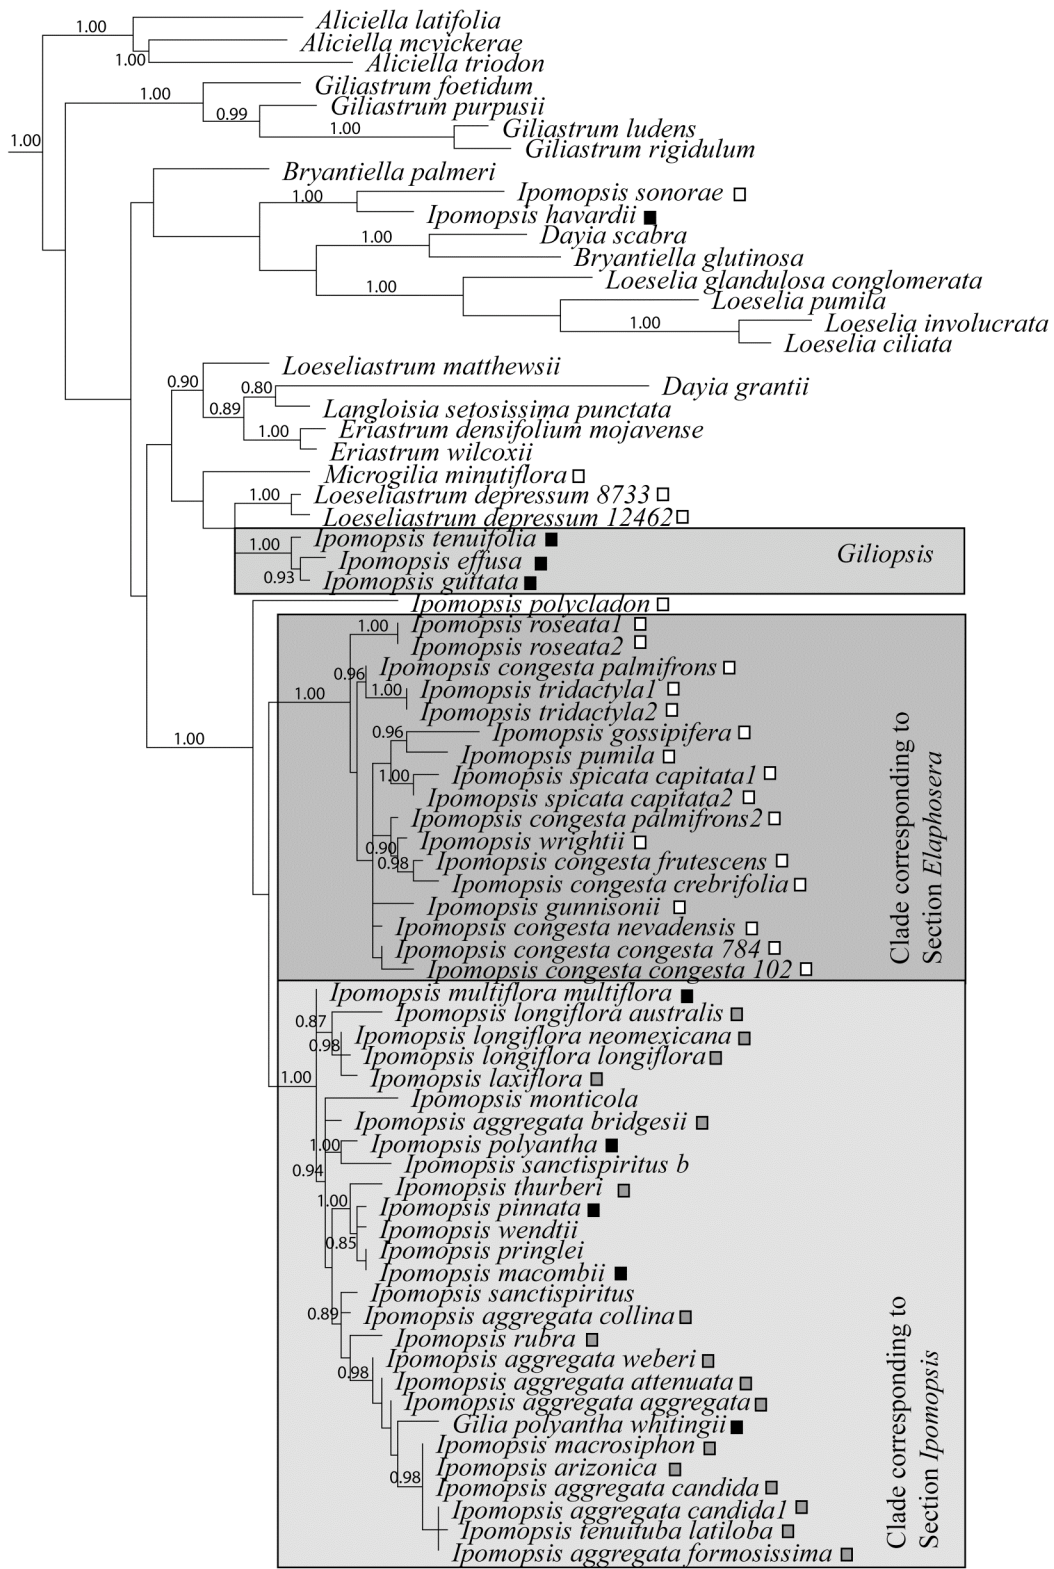 Aliciella latifolia
1.00
Aliciella mcvickerae
1.00
Aliciella triodon
Giliastrum foetidum
1.00
Giliastrum purpusii
0.99
Giliastrum ludens
1.00
1.00
Giliastrum rigidulum
Bryantiella palmeri
Ipomopsis sonorae
1.00
Ipomopsis havardii
Dayia scabra
1.00
Bryantiella glutinosa
Loeselia glandulosa conglomerata
1.00
Loeselia pumila
Loeselia involucrata
1.00
Loeselia ciliata
Loeseliastrum matthewsii
0.90
Dayia grantii
0.80
Langloisia setosissima punctata
0.89
Eriastrum densifolium mojavense
1.00
Eriastrum wilcoxii
Microgilia minutiflora
Loeseliastrum depressum 8733
1.00
Loeseliastrum depressum 12462
Ipomopsis tenuifolia
1.00
Giliopsis
Ipomopsis effusa
0.93
Ipomopsis guttata
Ipomopsis polycladon
Ipomopsis roseata1
1.00
Ipomopsis roseata2
Ipomopsis congesta palmifrons
0.96
Ipomopsis tridactyla1
1.00
1.00
Ipomopsis tridactyla2
Ipomopsis gossipifera
0.96
1.00
Ipomopsis pumila
Ipomopsis spicata capitata1
1.00
Ipomopsis spicata capitata2
Ipomopsis congesta palmifrons2
Ipomopsis wrightii
0.90
Ipomopsis congesta frutescens
0.98
Ipomopsis congesta crebrifolia
Ipomopsis gunnisonii
Ipomopsis congesta nevadensis
Ipomopsis congesta congesta 784
Ipomopsis congesta congesta 102
Clade corresponding to
Section Elaphosera
Ipomopsis multiflora multiflora
Ipomopsis longiflora australis
0.87
Ipomopsis longiflora neomexicana
0.98
Ipomopsis longiflora longiflora
1.00
Ipomopsis laxiflora
Ipomopsis monticola
Ipomopsis aggregata bridgesii
1.00
Ipomopsis polyantha
0.94
Ipomopsis sanctispiritus b
Ipomopsis thurberi
1.00
Ipomopsis pinnata
Ipomopsis wendtii
0.85
Ipomopsis pringlei
Ipomopsis macombii
Ipomopsis sanctispiritus
0.89
Ipomopsis aggregata collina
Ipomopsis rubra
Ipomopsis aggregata weberi
0.98
Ipomopsis aggregata attenuata
Ipomopsis aggregata aggregata
Gilia polyantha whitingii
Ipomopsis macrosiphon
Ipomopsis arizonica
0.98
Ipomopsis aggregata candida
Ipomopsis aggregata candida1
Ipomopsis tenuituba latiloba
Ipomopsis aggregata formosissima
Clade corresponding to
Section Ipomopsis